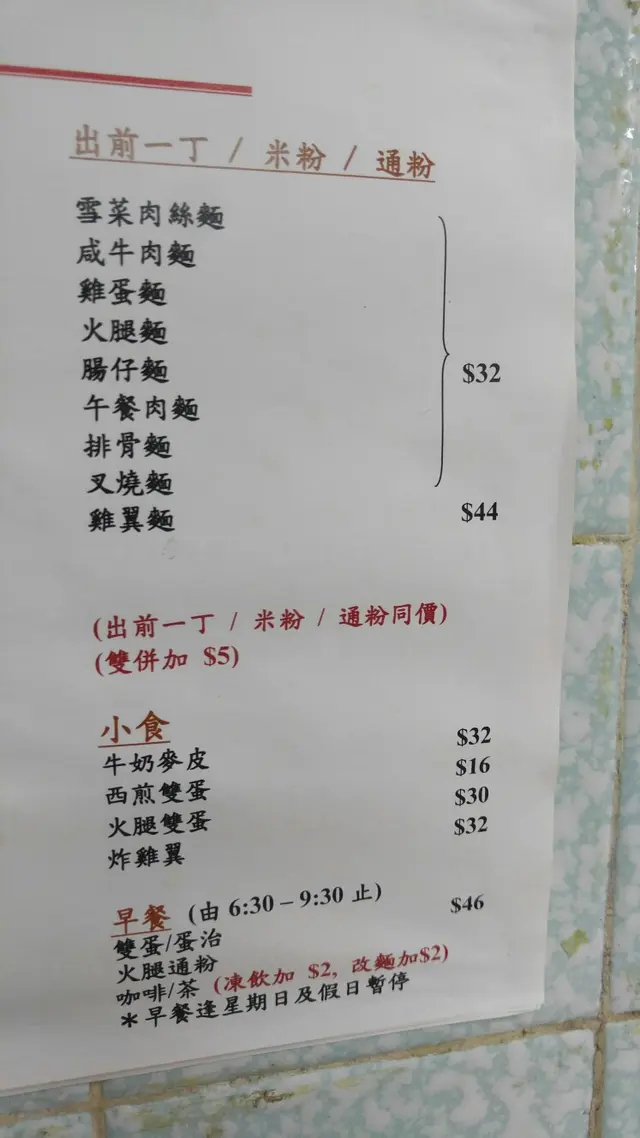 出前一丁 / 米粉 / 通粉
雪菜肉絲麵
咸牛肉麵
雞蛋麵
火腿麵
腸仔麵
$32
午餐肉麵
排骨麵
叉燒麵
雞翼麵 $44
(出前一丁 / 米粉 / 通粉同價)
(雙併加 $5)
小食 $32
牛奶麥皮 $16
西煎雙蛋 $30
火腿雙蛋 $32
炸雞翼
早餐 (由 6:30 – 9:30 止) $46
雙蛋/蛋治
火腿通粉
咖啡/茶 (凍飲加 $2, 改麵加$2)
＊早餐逢星期日及假日暫停